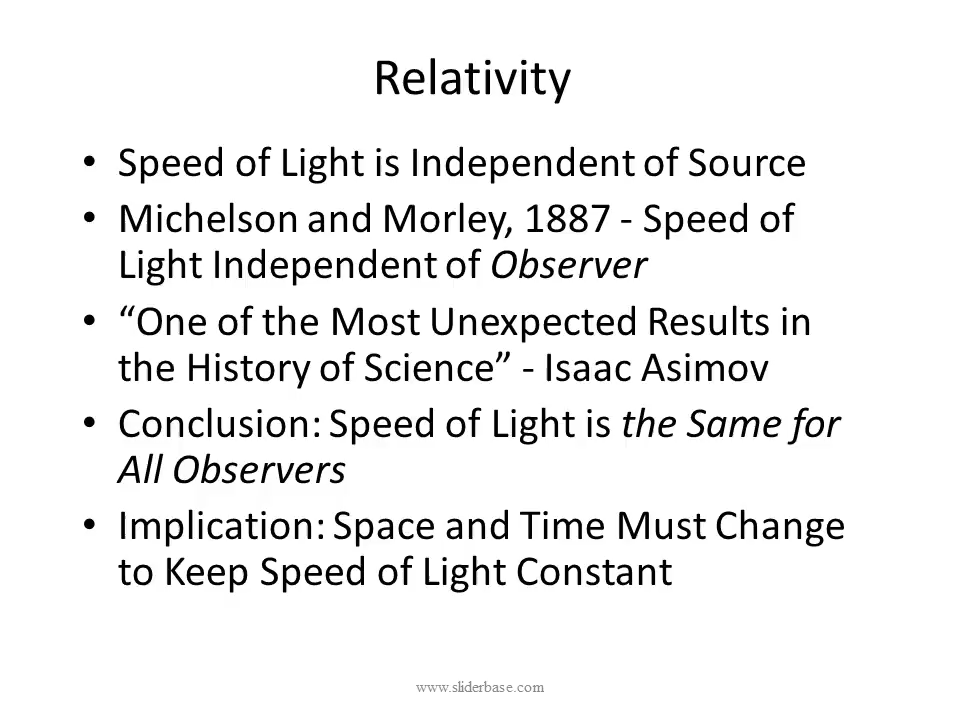 Relativity
• Speed of Light is Independent of Source
• Michelson and Morley, 1887 - Speed of
Light Independent of Observer
• “One of the Most Unexpected Results in
the History of Science” - Isaac Asimov
• Conclusion: Speed of Light is the Same for
All Observers
• Implication: Space and Time Must Change
to Keep Speed of Light Constant
www.sliderbase.com